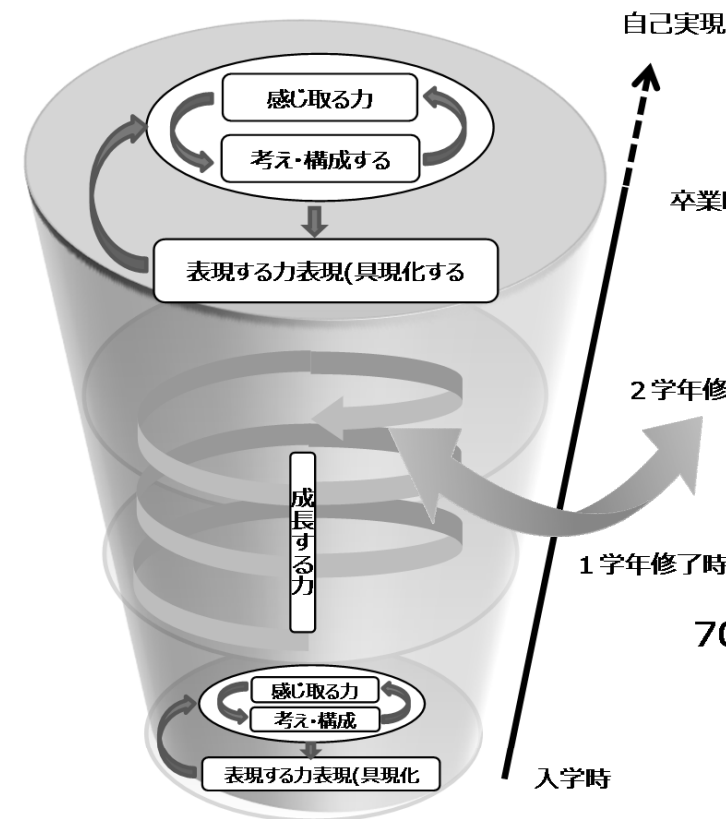 自己実現
感じ取る力
考え・構成する
卒業
表現する力表現(具現化する
2学年修
成長する力
1学年修了時
70
感じ取る力
考え・構成
表現する力表現(具現化
入学時